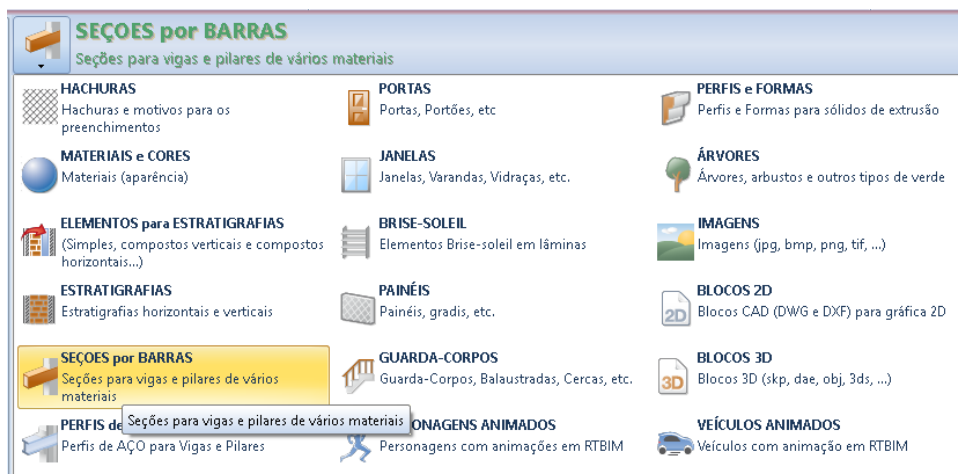 SEÇOES por BARRAS
Seções para vigas e pilares de vários materiais
HACHURAS
Hachuras e motivos para os
preenchimentos
PORTAS
Portas, Portões, etc
PERFIS e FORMAS
Perfis e Formas para sólidos de extrusão
MATERIAIS e CORES
Materiais (aparência)
JANELAS
Janelas, Varandas, Vidraças, etc.
ÁRVORES
Árvores, arbustos e outros tipos de verde
ELEMENTOS para ESTRATIGRAFIAS
(Simples, compostos verticais e compostos
horizontais...)
BRISE-SOLEIL
Elementos Brise-soleil em lâminas
IMAGENS
Imagens (jpg, bmp, png, tif, ...)
ESTRATIGRAFIAS
Estratigrafias horizontais e verticais
PAINÉIS
Painéis, gradis, etc.
2D
BLOCOS 2D
Blocos CAD (DWG e DXF) para gráfica 2D
SEÇOES por BARRAS
Seções para vigas e pilares de vários
materiais
GUARDA-CORPOS
Guarda-Corpos, Balaustradas, Cercas, etc.
3D
BLOCOS 3D
Blocos 3D (skp, dae, obj, 3ds, ...)
PERFIS de
Perfis de AÇO para Vigas e Pilares
Seções para vigas e pilares de vários materiais
ONAGENS ANIMADOS
Personagens com animações em RTBIM
VEÍCULOS ANIMADOS
Veículos com animação em RTBIM